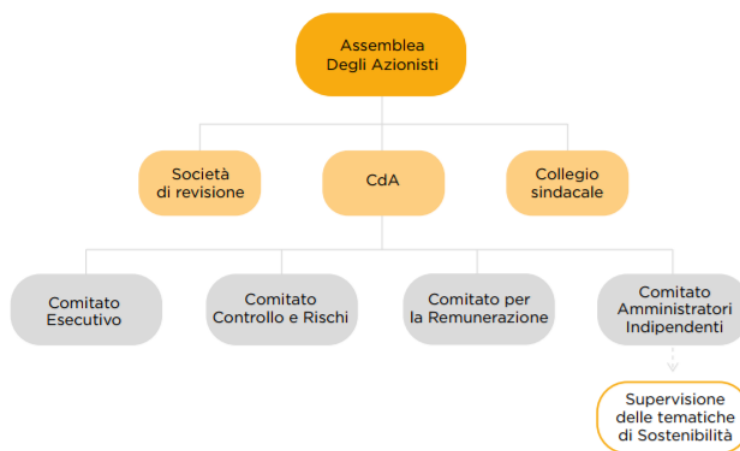 Assemblea
Degli Azionisti
Società
di revisione
CdA
Collegio
sindacale
Comitato
Esecutivo
Comitato
Controllo e Rischi
Comitato per
la Remunerazione
Comitato
Amministratori
Indipendenti
Supervisione
delle tematiche
di Sostenibilità